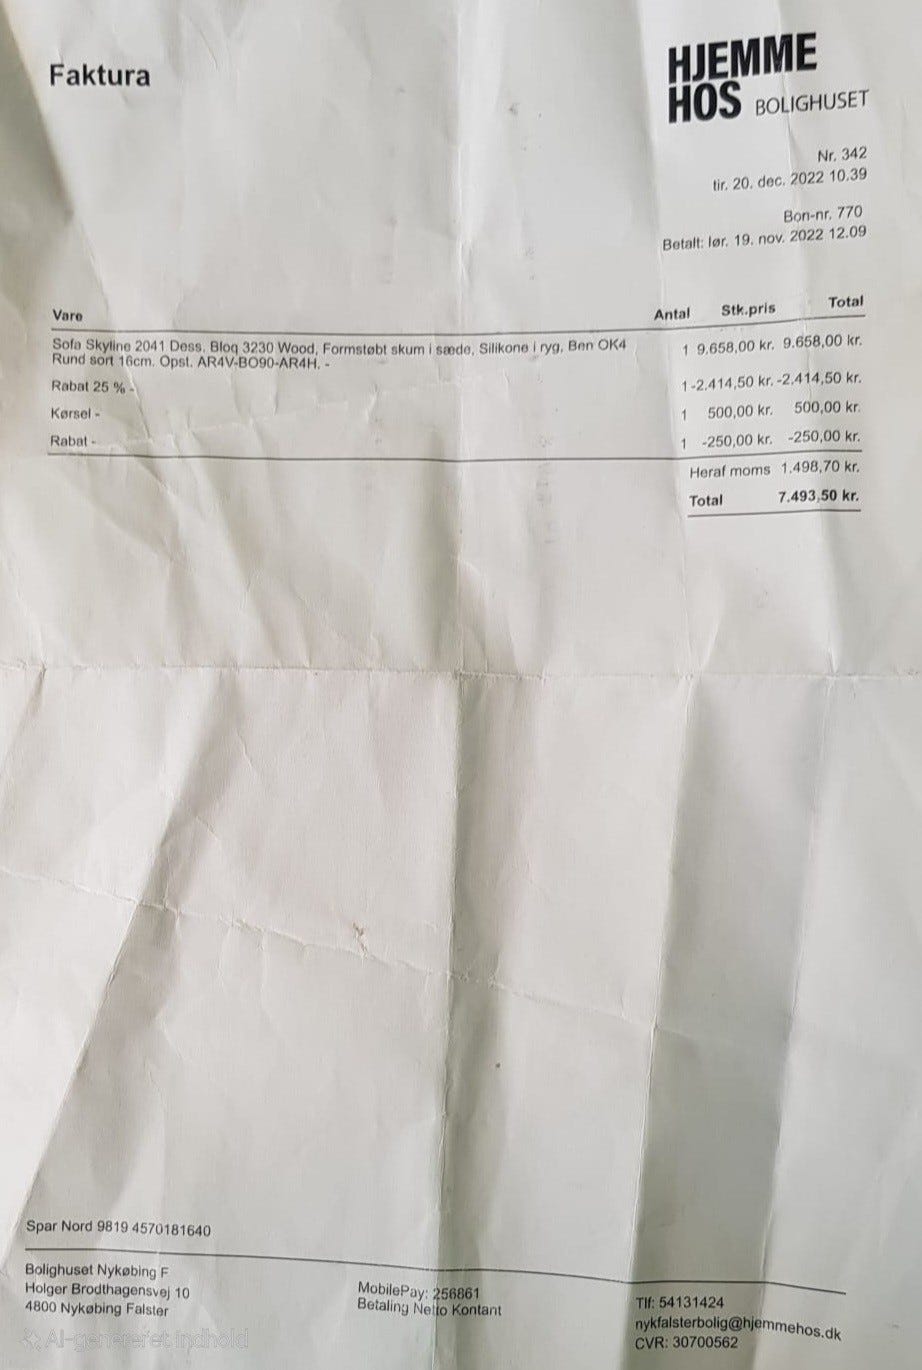 Faktura
HJEMME
HOS BOLIGHUSET
Nr. 342
tir. 20. dec. 2022 10.39
Bon-nr. 770
Betalt: lør. 19. nov. 2022 12.09
Vare Antal Stk.pris Total
Sofa Skyline 2041 Dess. Bloq 3230 Wood, Formstøbt skum i sæde, Silikone i ryg, Ben OK4 1 9.658,00 kr. 9.658,00 kr.
Rund sort 16cm. Opst. AR4V-BO90-AR4H. -
Rabat 25 % - 1 -2.414,50 kr. -2.414,50 kr.
Kørsel - 1 500,00 kr. 500,00 kr.
Rabat - 1 -250,00 kr. -250,00 kr.
Heraf moms 1.498,70 kr.
Total 7.493,50 kr.
Spar Nord 9819 4570181640
Bolighuset Nykøbing F
Holger Brodthagensvej 10
4800 Nykøbing Falster
MobilePay: 256861
Betaling Netto Kontant
Tlf: 54131424
nykfalsterbolig@hjemmehos.dk
CVR: 30700562
AI-genereret indhold